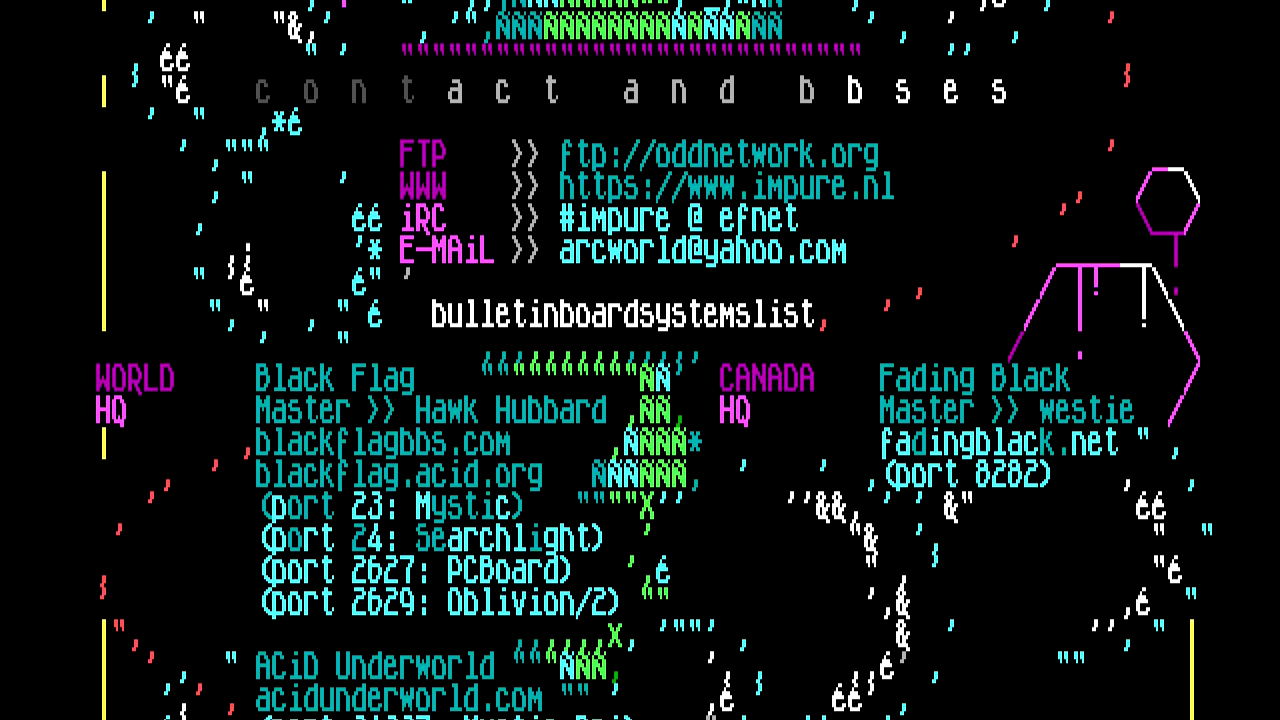 contact and bbses
FTP >> ftp://oddnetwork.org
WWW >> https://www.impure.nl
iRC >> #impure @ efnet
E-MAiL >> arcworld@yahoo.com
bulletinboardsystemslist
WORLD Black Flag
HQ Master >> Hawk Hubbard
blackflagbbs.com
blackflag.acid.org
(port 23: Mystic)
(port 24: Searchlight)
(port 2627: PCBoard)
(port 2629: Oblivion/2)
CANADA Fading Black
HQ Master >> westie
fadingblack.net
(port 8282)
ACiD Underworld
acidunderworld.com